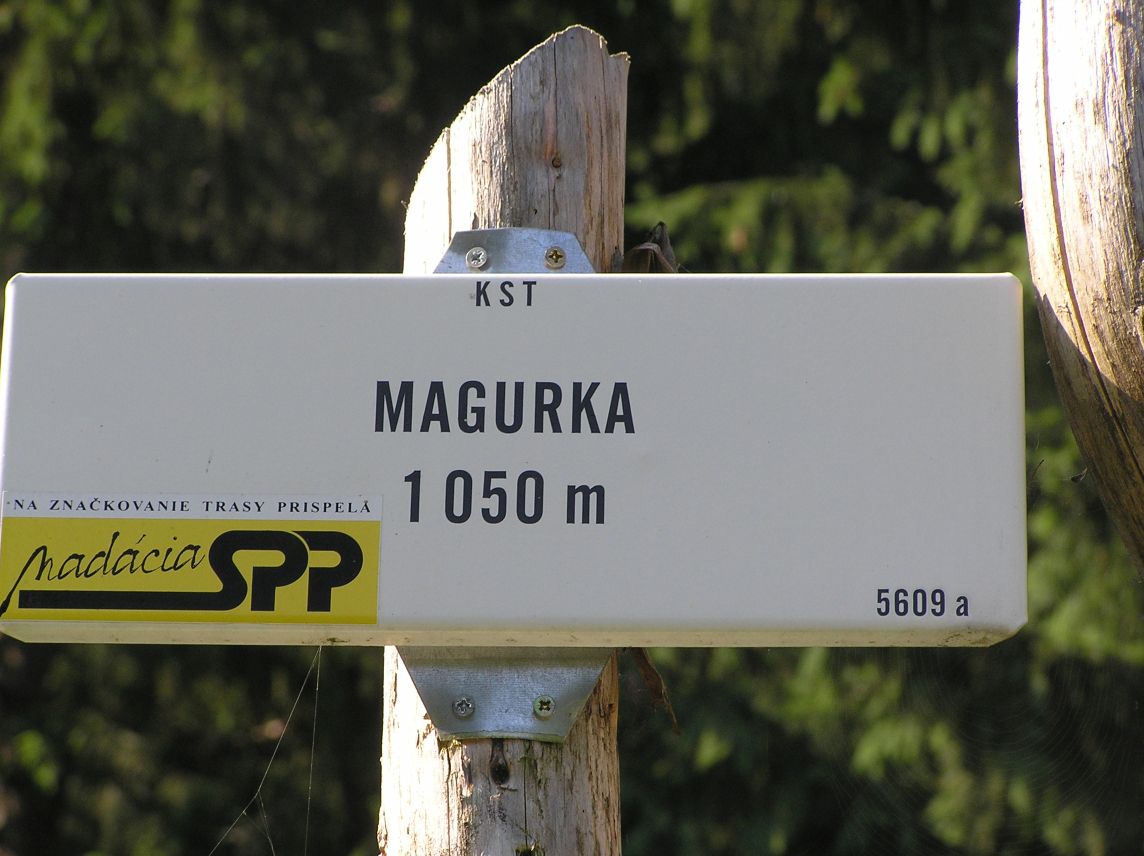 KST
MAGURKA
1 050 m
NA ZNAČKOVANIE TRASY PRISPELA
Nadácia SPP
5609 a